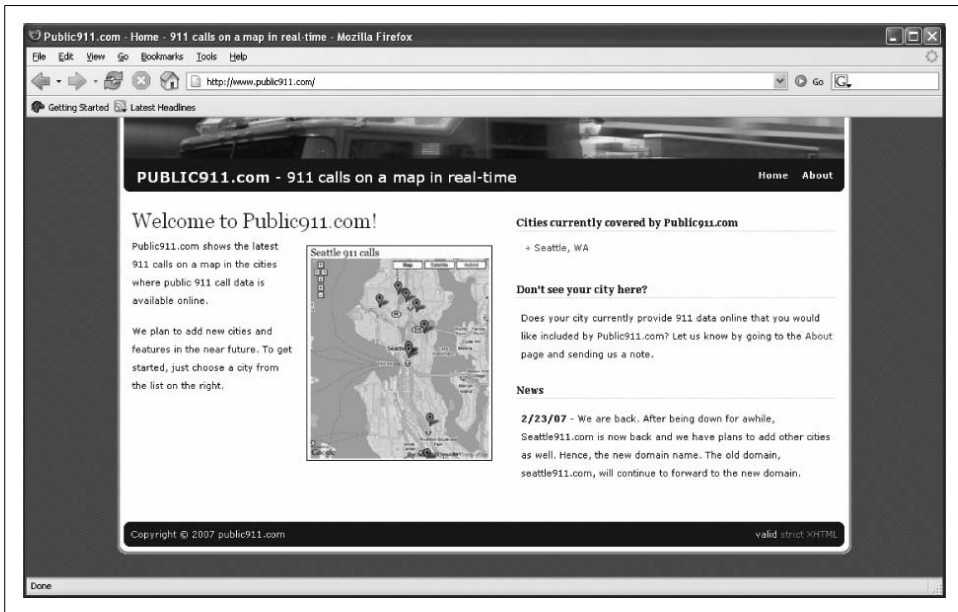 Public911.com - Home - 911 calls on a map in real-time - Mozilla Firefox
File Edit View Go Bookmarks Tools Help
http://www.public911.com/
Go
G
Getting Started Latest Headlines
PUBLIC911.com - 911 calls on a map in real-time
Home About
Welcome to Public911.com!
Public911.com shows the latest
911 calls on a map in the cities
where public 911 call data is
available online.
We plan to add new cities and
features in the near future. To get
started, just choose a city from
the list on the right.
Seattle 911 calls
Map Satellite Hybrid
Seattle
Google
Cities currently covered by Public911.com
+ Seattle, WA
Don't see your city here?
Does your city currently provide 911 data online that you would
like included by Public911.com? Let us know by going to the About
page and sending us a note.
News
2/23/07 - We are back. After being down for awhile,
Seattle911.com is now back and we have plans to add other cities
as well. Hence, the new domain name. The old domain,
seattle911.com, will continue to forward to the new domain.
Copyright © 2007 public911.com
valid strict XHTML
Done